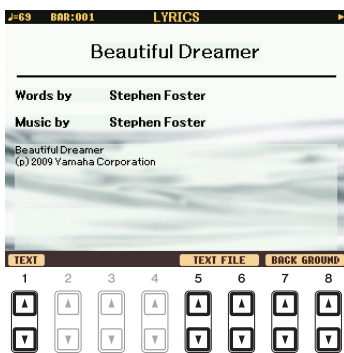 ♩=69 BAR:001 LYRICS
Beautiful Dreamer
Words by Stephen Foster
Music by Stephen Foster
Beautiful Dreamer
(p) 2009 Yamaha Corporation
TEXT TEXT FILE BACK GROUND
1 2 3 4 5 6 7 8